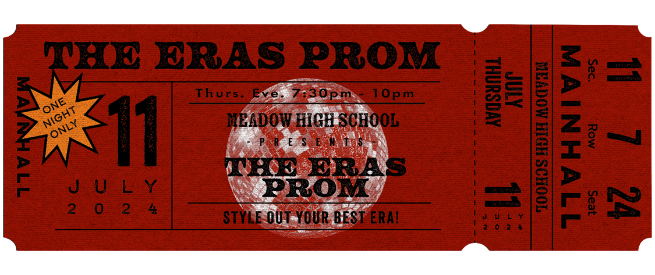 THE ERAS PROM
MAINHALL
ONE
NIGHT
ONLY
11
JULY
2024
Thurs. Eve. 7:30pm - 10pm
MEADOW HIGH SCHOOL
- PRESENTS -
THE ERAS
PROM
STYLE OUT YOUR BEST ERA!
JULY
THURSDAY
11
JULY
2024
MEADOW HIGH SCHOOL
MAINHALL
Sec. Row Seat
11 7 24